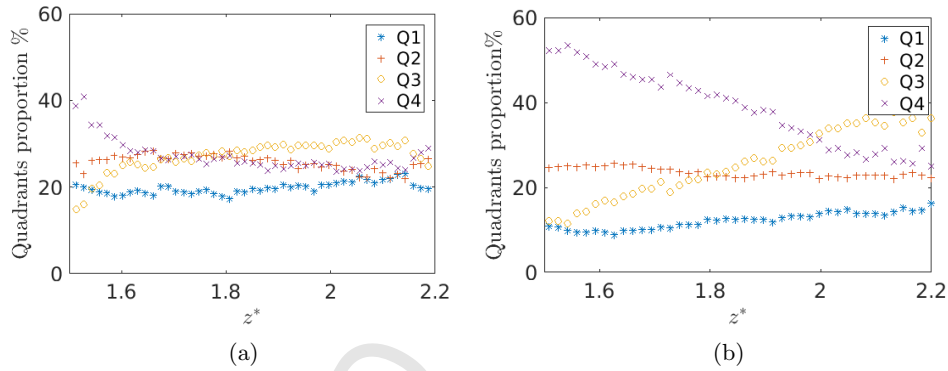 Quadrants proportion %
60
40
20
0
1.6
1.8
2
2.2
z*
Q1
Q2
Q3
Q4
(a)
Quadrants proportion%
60
40
20
0
1.6
1.8
2
2.2
z*
Q1
Q2
Q3
Q4
(b)